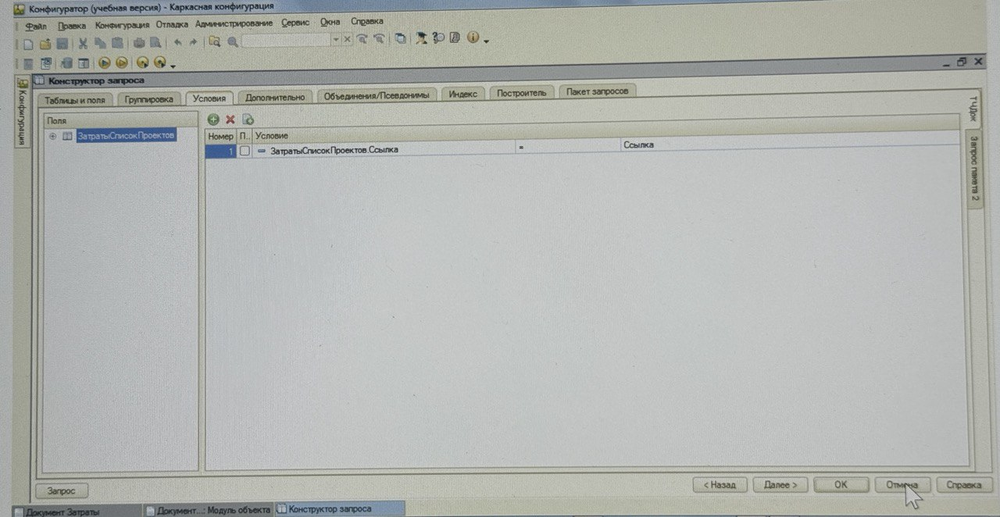 Конфигуратор (учебная версия) - Каркасная конфигурация
Файл Правка Конфигурация Отладка Администрирование Сервис Окна Справка
Конструктор запроса
Таблицы и поля Группировка Условия Дополнительно Объединения/Псевдонимы Индекс Построитель Пакет запросов
Конфигурация
Поля
ЗатратыСписокПроектов
Номер П.. Условие
1 ЗатратыСписокПроектов.Ссылка = Ссылка
ТЧДок
Запрос пакета 2
Запрос
< Назад Далее > ОК Отмена Справка
Документ Затраты Документ...: Модуль объекта Конструктор запроса